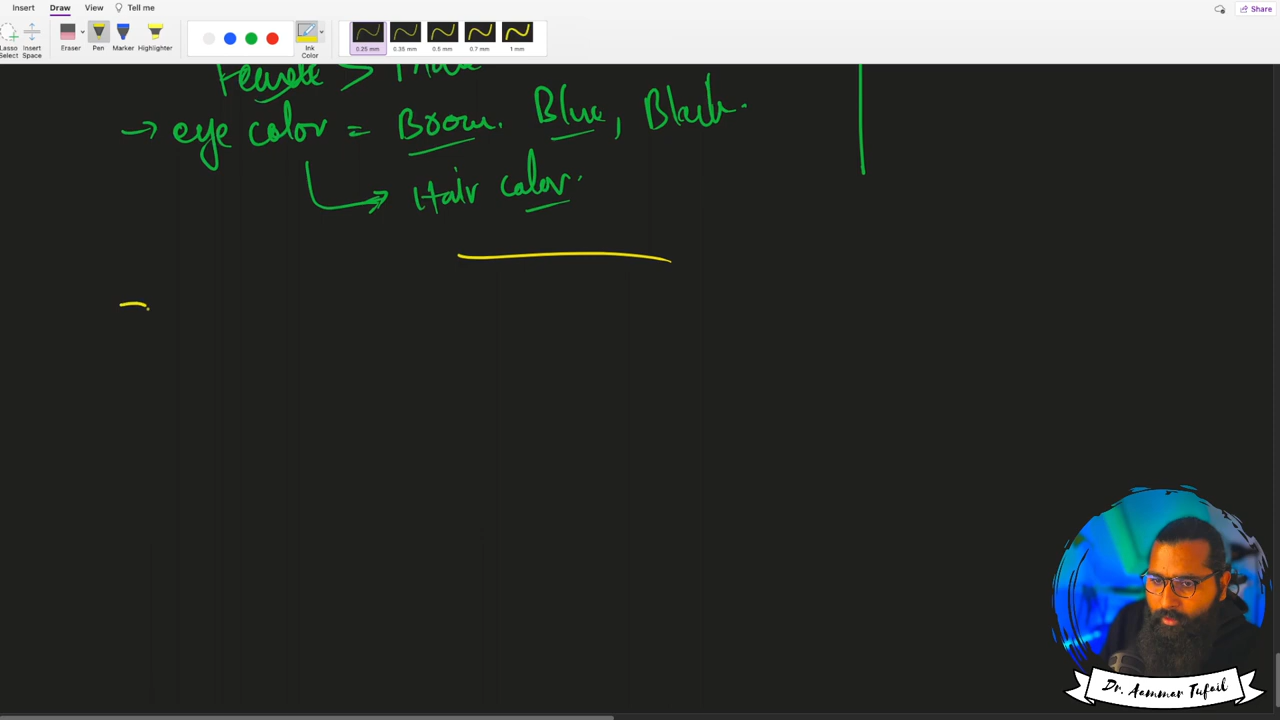 Insert Draw View Tell me Share
Lasso Select Insert Space Eraser Pen Marker Highlighter Ink Color 0.25 mm 0.35 mm 0.5 mm 0.7 mm 1 mm
Female > Male
→ eye color = Brown. Blue, Black.
Hair color.
Dr. Aammar Tufail